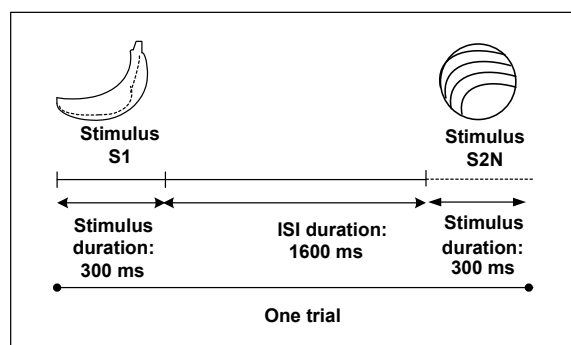 Stimulus
S1
Stimulus
S2N
Stimulus
duration:
300 ms
ISI duration:
1600 ms
Stimulus
duration:
300 ms
One trial